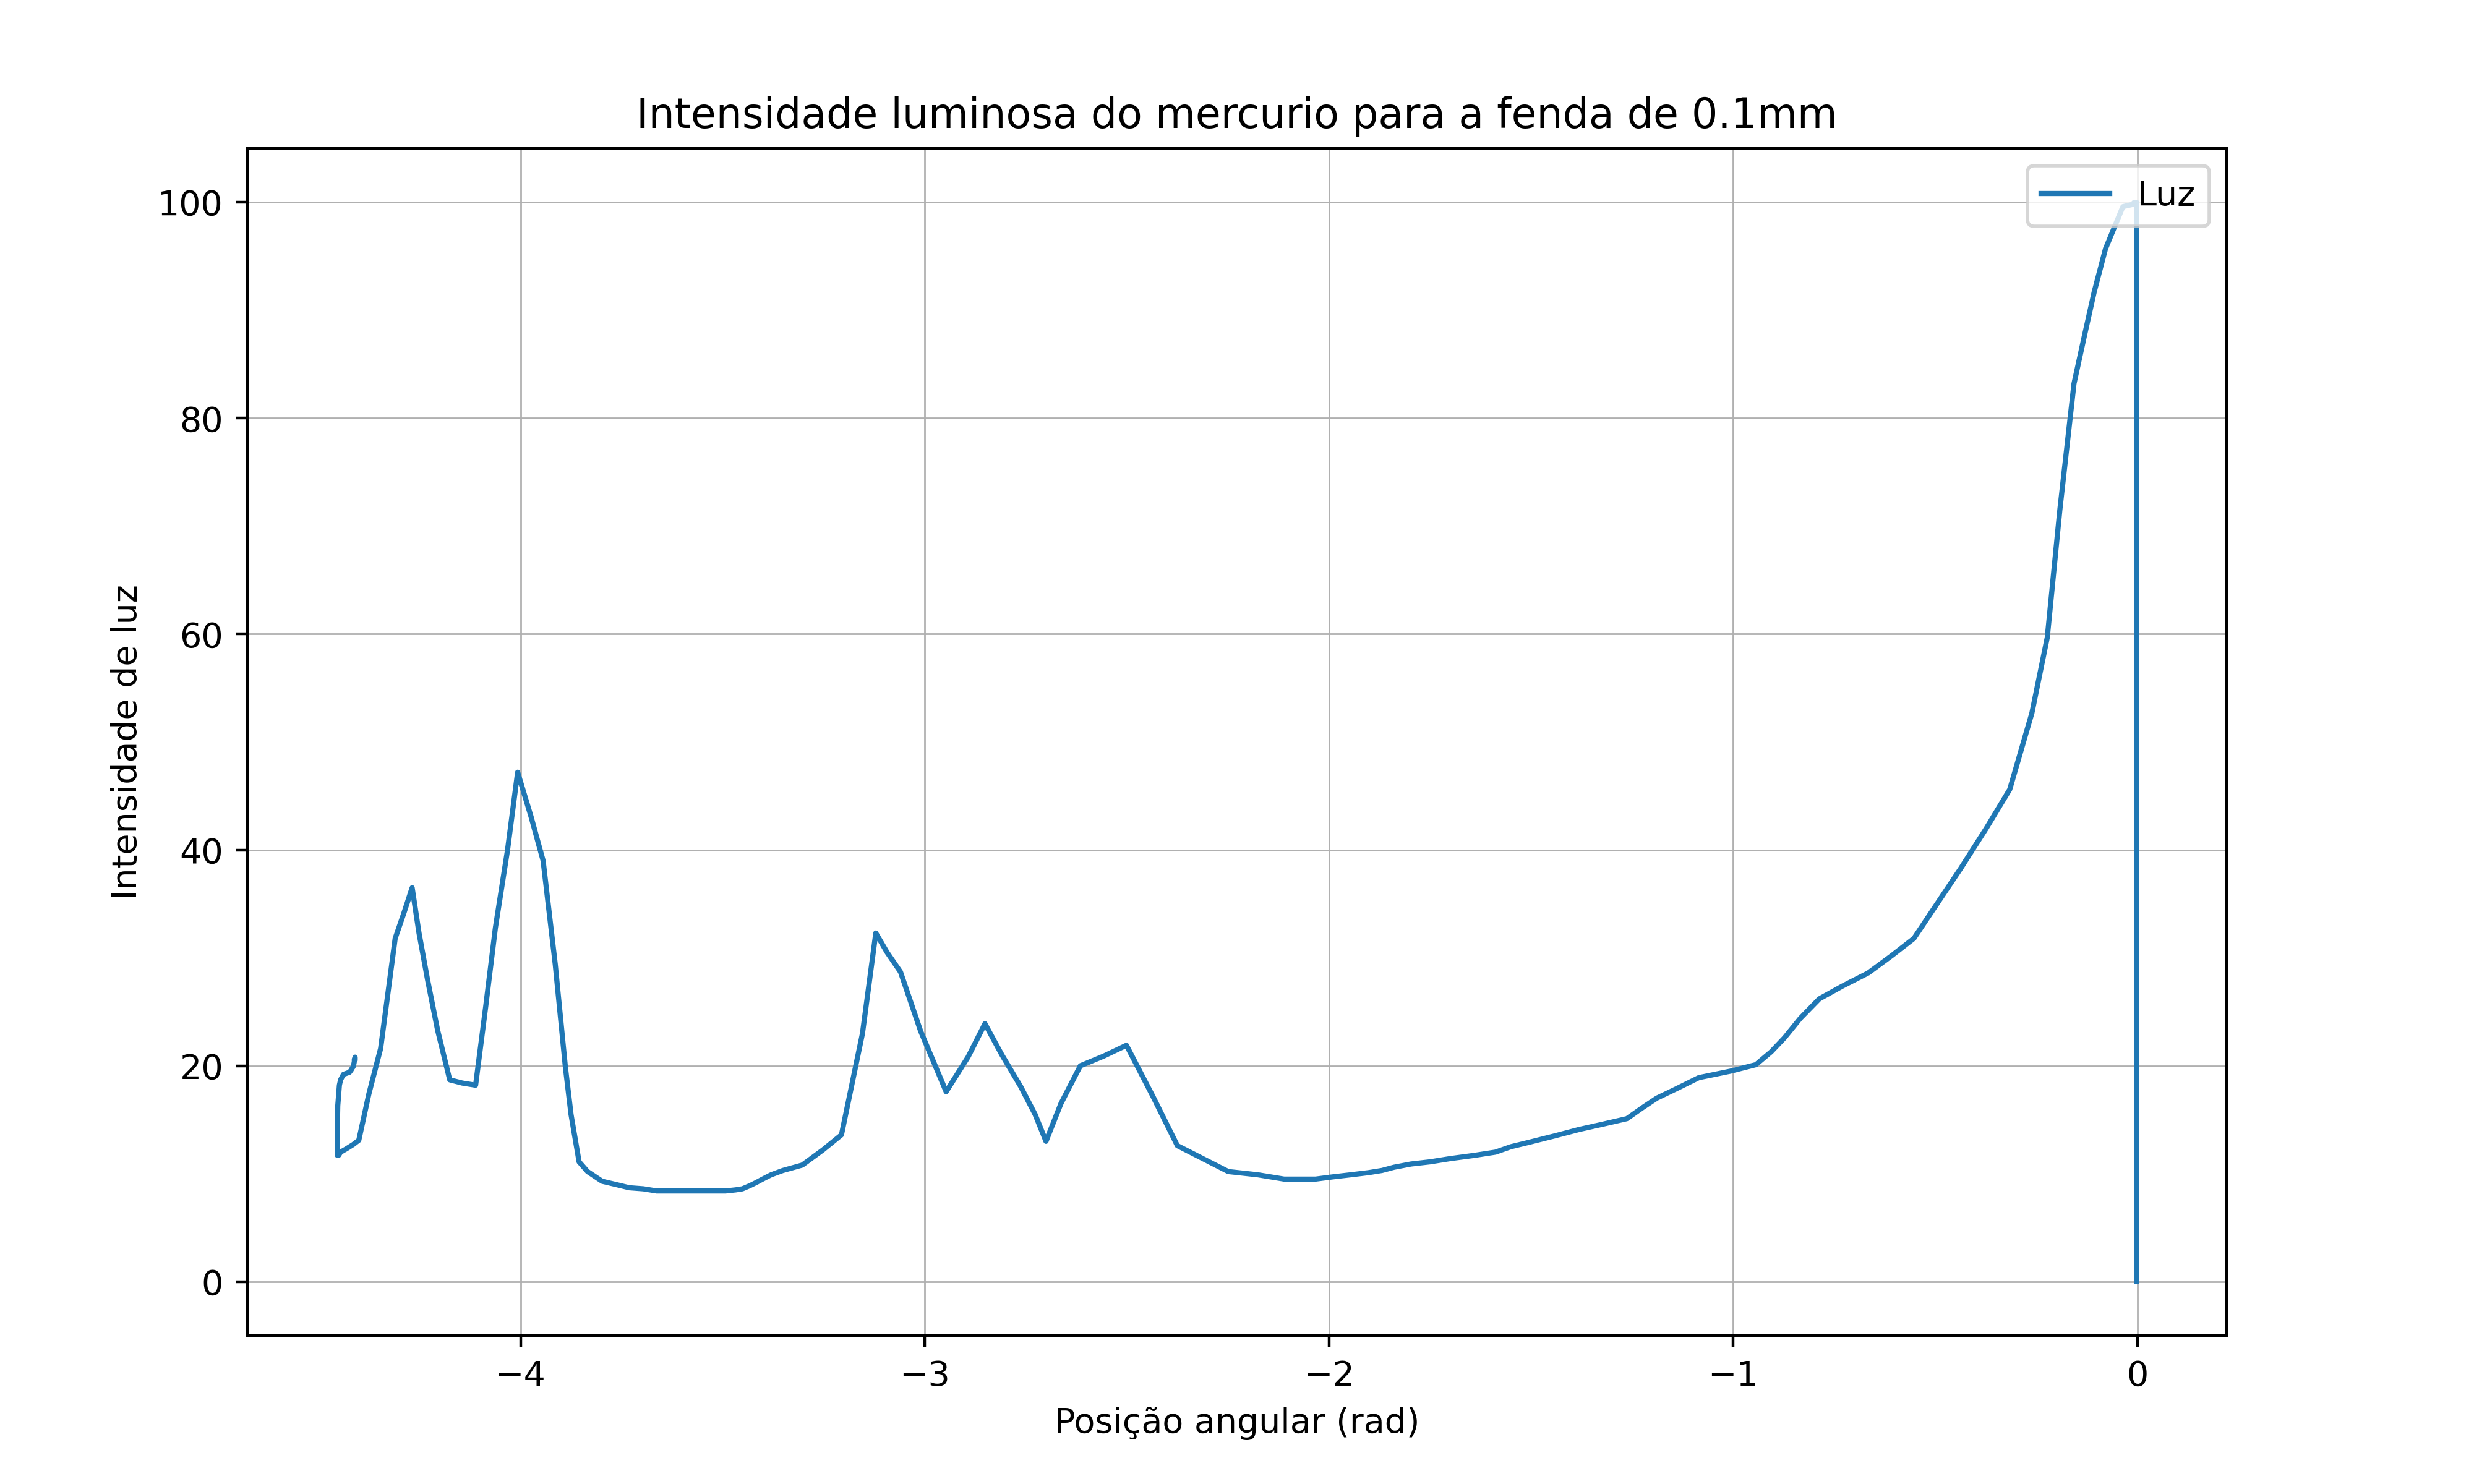 Intensidade luminosa do mercurio para a fenda de 0.1mm
Luz
100
80
60
40
20
0
Intensidade de luz
−4 −3 −2 −1 0
Posição angular (rad)